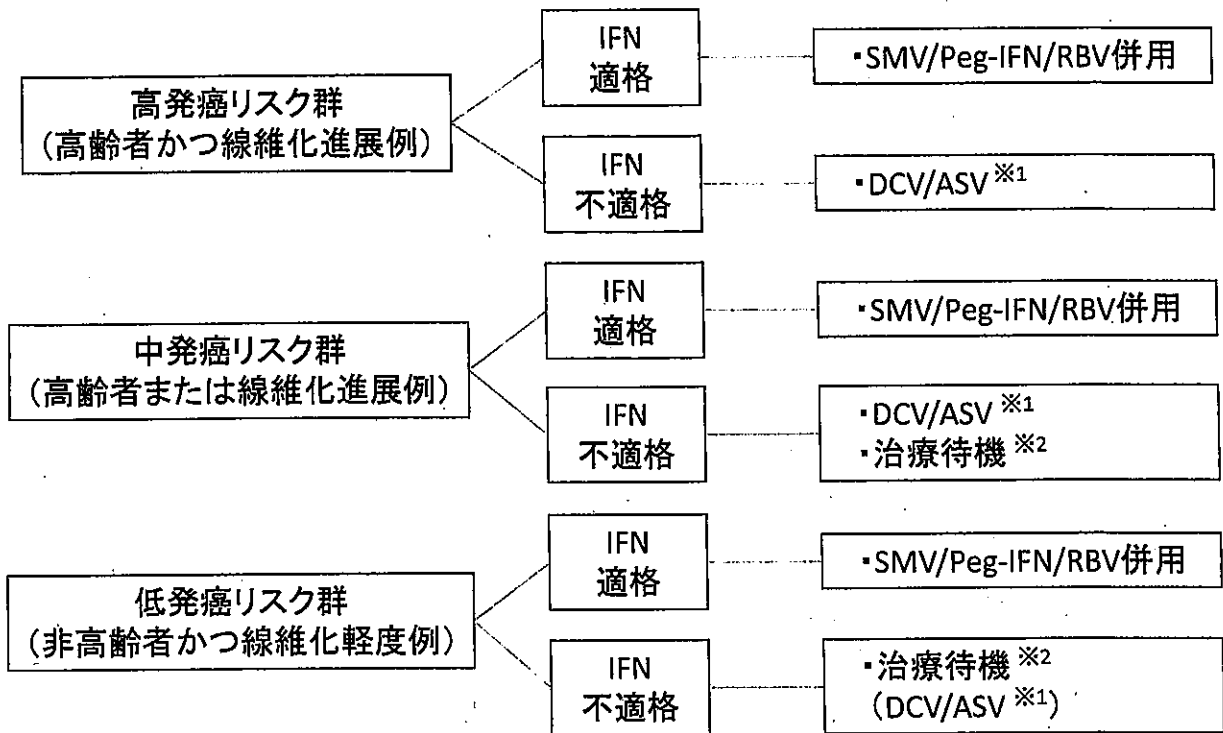 高発癌リスク群
(高齢者かつ線維化進展例)
IFN
適格
・SMV/Peg-IFN/RBV併用
IFN
不適格
・DCV/ASV※1
中発癌リスク群
(高齢者または線維化進展例)
IFN
適格
・SMV/Peg-IFN/RBV併用
IFN
不適格
・DCV/ASV※1
・治療待機※2
低発癌リスク群
(非高齢者かつ線維化軽度例)
IFN
適格
・SMV/Peg-IFN/RBV併用
IFN
不適格
・治療待機※2
(DCV/ASV※1)